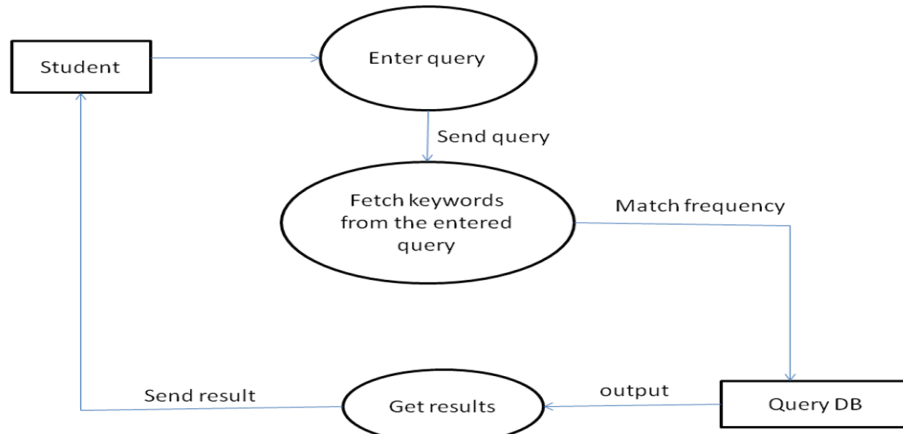 Student
Enter query
Send query
Fetch keywords
from the entered
query
Match frequency
Query DB
output
Get results
Send result